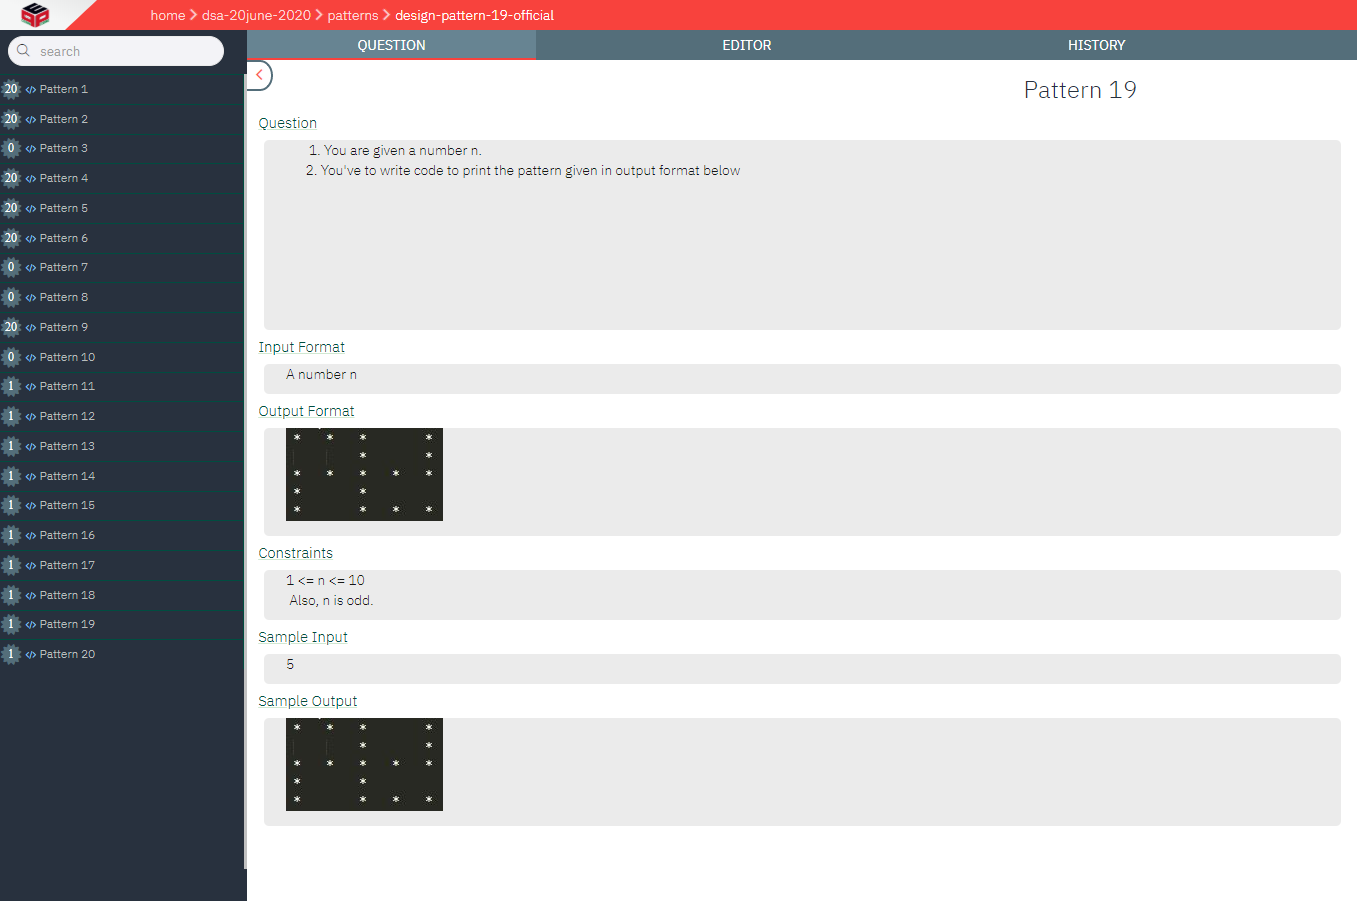 home > dsa-20june-2020 > patterns > design-pattern-19-official
search
QUESTION EDITOR HISTORY
20 </> Pattern 1
20 </> Pattern 2
0 </> Pattern 3
20 </> Pattern 4
20 </> Pattern 5
20 </> Pattern 6
0 </> Pattern 7
0 </> Pattern 8
20 </> Pattern 9
0 </> Pattern 10
1 </> Pattern 11
1 </> Pattern 12
1 </> Pattern 13
1 </> Pattern 14
1 </> Pattern 15
1 </> Pattern 16
1 </> Pattern 17
1 </> Pattern 18
1 </> Pattern 19
1 </> Pattern 20
Pattern 19
Question
1. You are given a number n.
2. You've to write code to print the pattern given in output format below
Input Format
A number n
Output Format
* * *   *
    *   *
* * * * *
*   *
*   * * *
Constraints
1 <= n <= 10
Also, n is odd.
Sample Input
5
Sample Output
* * *   *
    *   *
* * * * *
*   *
*   * * *